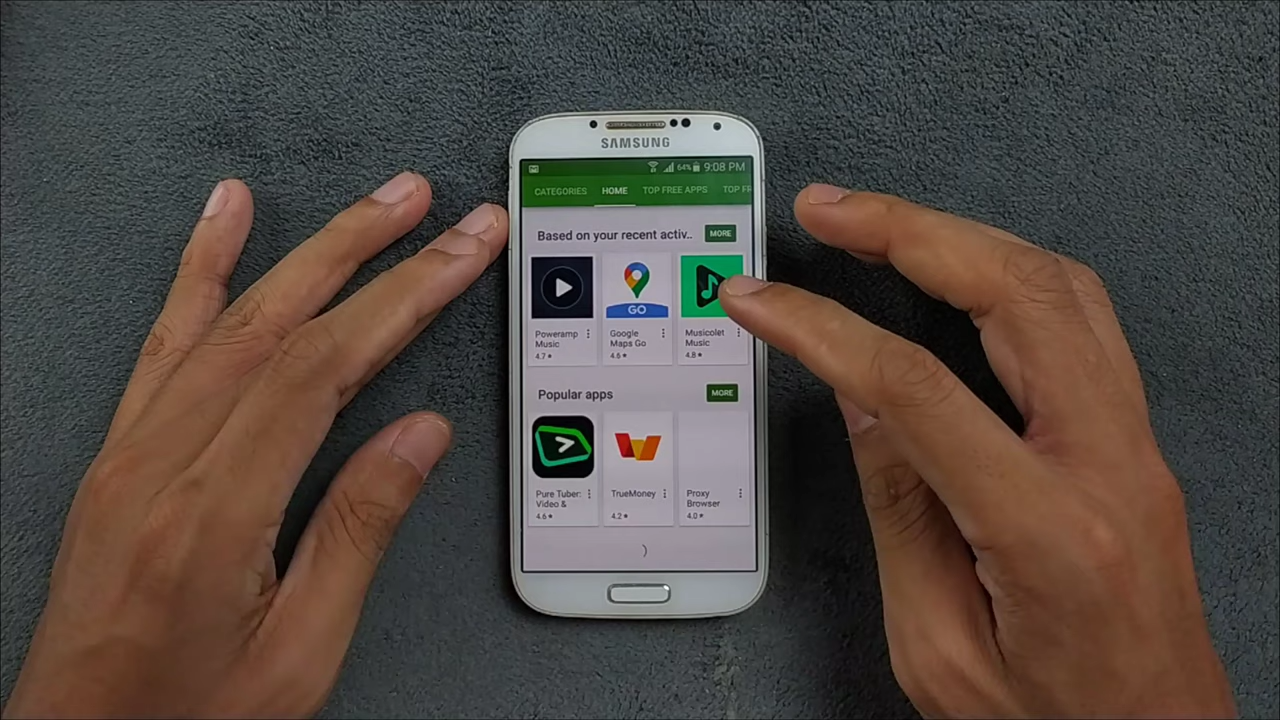 SAMSUNG
64% 9:08 PM
CATEGORIES HOME TOP FREE APPS TOP FR
Based on your recent activ.. MORE
GO
Poweramp Music 4.7★
Google Maps Go 4.6★
Musicolet Music 4.8★
Popular apps MORE
Pure Tuber: Video & 4.6★
TrueMoney 4.2★
Proxy Browser 4.0★